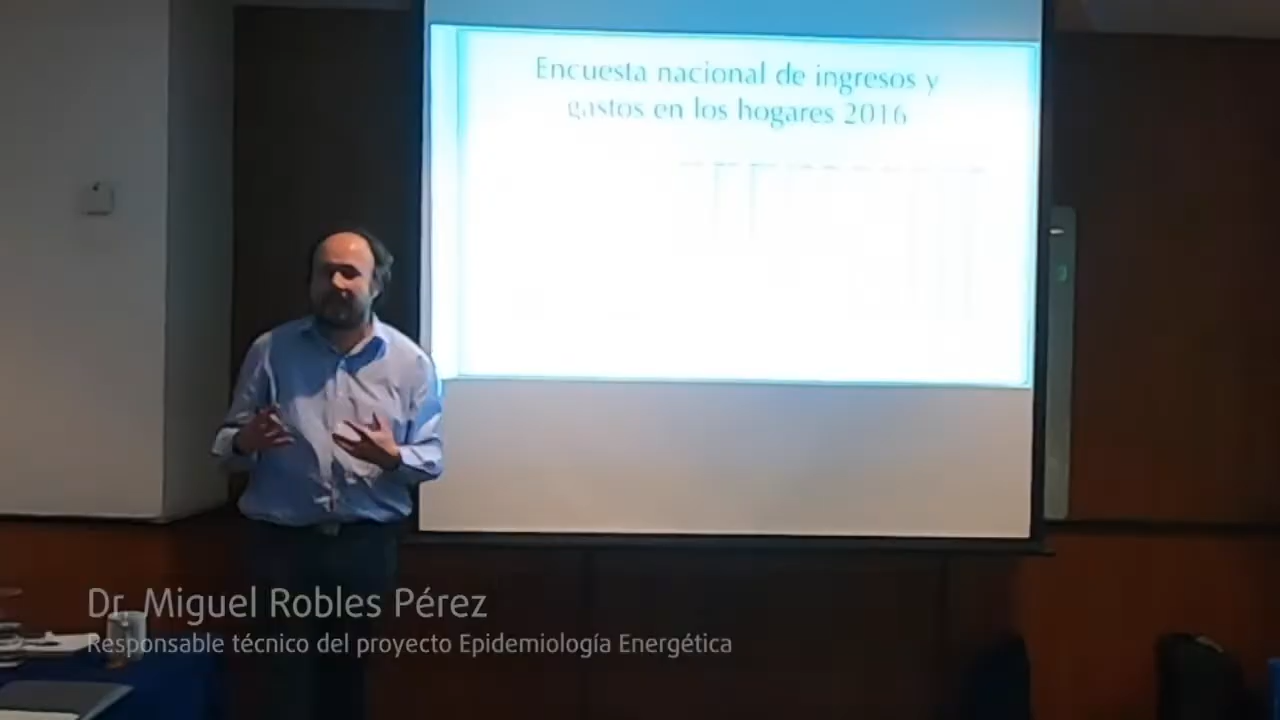 Encuesta nacional de ingresos y
gastos en los hogares 2016
Dr. Miguel Robles Pérez
Responsable técnico del proyecto Epidemiología Energética